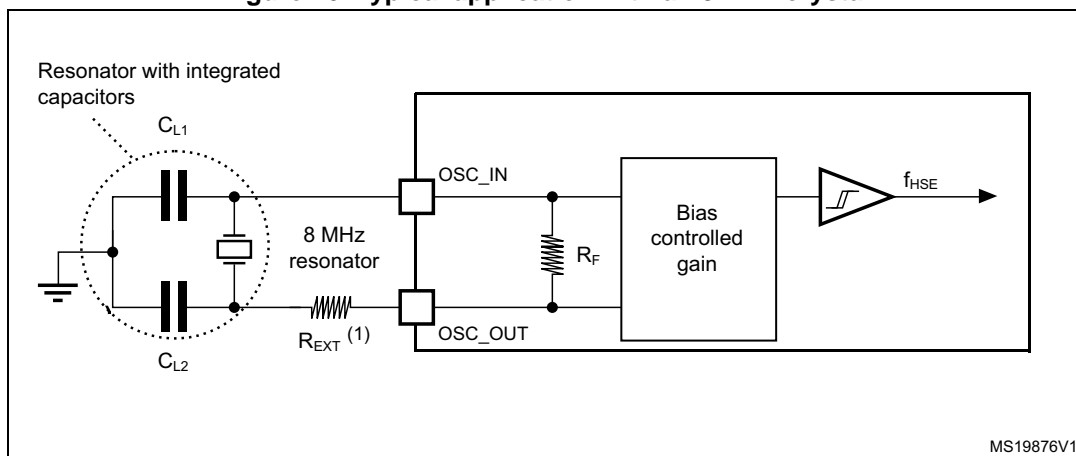 Resonator with integrated
capacitors
CL1
OSC_IN
fHSE
8 MHz
resonator
RF
Bias
controlled
gain
REXT (1)
OSC_OUT
CL2
MS19876V1